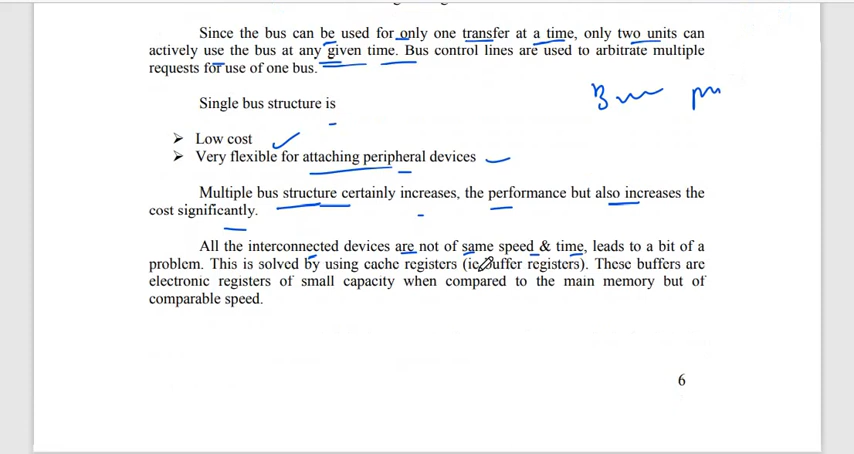 Since the bus can be used for only one transfer at a time, only two units can
actively use the bus at any given time. Bus control lines are used to arbitrate multiple
requests for use of one bus.
Single bus structure is
➢ Low cost
➢ Very flexible for attaching peripheral devices
Multiple bus structure certainly increases, the performance but also increases the
cost significantly.
All the interconnected devices are not of same speed & time, leads to a bit of a
problem. This is solved by using cache registers (ie buffer registers). These buffers are
electronic registers of small capacity when compared to the main memory but of
comparable speed.
6